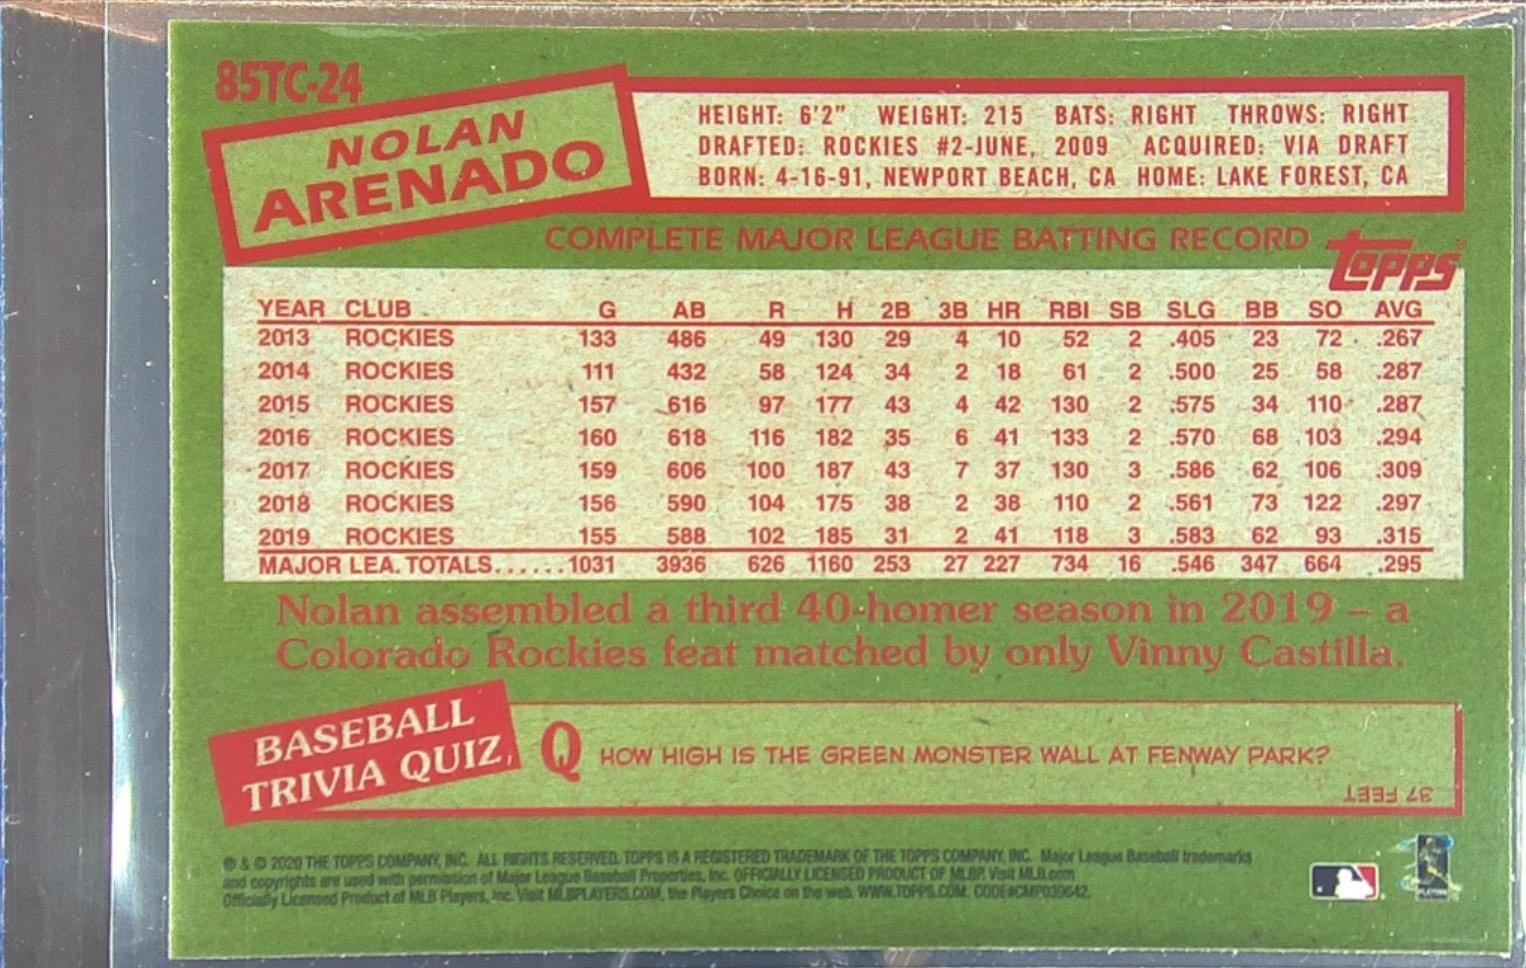 85TC-24
NOLAN
ARENADO
HEIGHT: 6'2" WEIGHT: 215 BATS: RIGHT THROWS: RIGHT
DRAFTED: ROCKIES #2-JUNE, 2009 ACQUIRED: VIA DRAFT
BORN: 4-16-91, NEWPORT BEACH, CA HOME: LAKE FOREST, CA
COMPLETE MAJOR LEAGUE BATTING RECORD
Topps
YEAR CLUB G AB R H 2B 3B HR RBI SB SLG BB SO AVG
2013 ROCKIES 133 486 49 130 29 4 10 52 2 .405 23 72 .267
2014 ROCKIES 111 432 58 124 34 2 18 61 2 .500 25 58 .287
2015 ROCKIES 157 616 97 177 43 4 42 130 2 .575 34 110 .287
2016 ROCKIES 160 618 116 182 35 6 41 133 2 .570 68 103 .294
2017 ROCKIES 159 606 100 187 43 7 37 130 3 .586 62 106 .309
2018 ROCKIES 156 590 104 175 38 2 38 110 2 .561 73 122 .297
2019 ROCKIES 155 588 102 185 31 2 41 118 3 .583 62 93 .315
MAJOR LEA. TOTALS......1031 3936 626 1160 253 27 227 734 16 .546 347 664 .295
Nolan assembled a third 40-homer season in 2019 – a
Colorado Rockies feat matched by only Vinny Castilla.
BASEBALL
TRIVIA QUIZ
Q HOW HIGH IS THE GREEN MONSTER WALL AT FENWAY PARK?
37 FEET
® & © 2020 THE TOPPS COMPANY, INC. ALL RIGHTS RESERVED. TOPPS IS A REGISTERED TRADEMARK OF THE TOPPS COMPANY, INC. Major League Baseball trademarks
and copyrights are used with permission of Major League Baseball Properties, Inc. OFFICIALLY LICENSED PRODUCT OF MLBP. Visit MLB.com
Officially Licensed Product of MLB Players, Inc. Visit MLBPLAYERS.COM, the Players Choice on the web. WWW.TOPPS.COM. CODE#CMP039642.